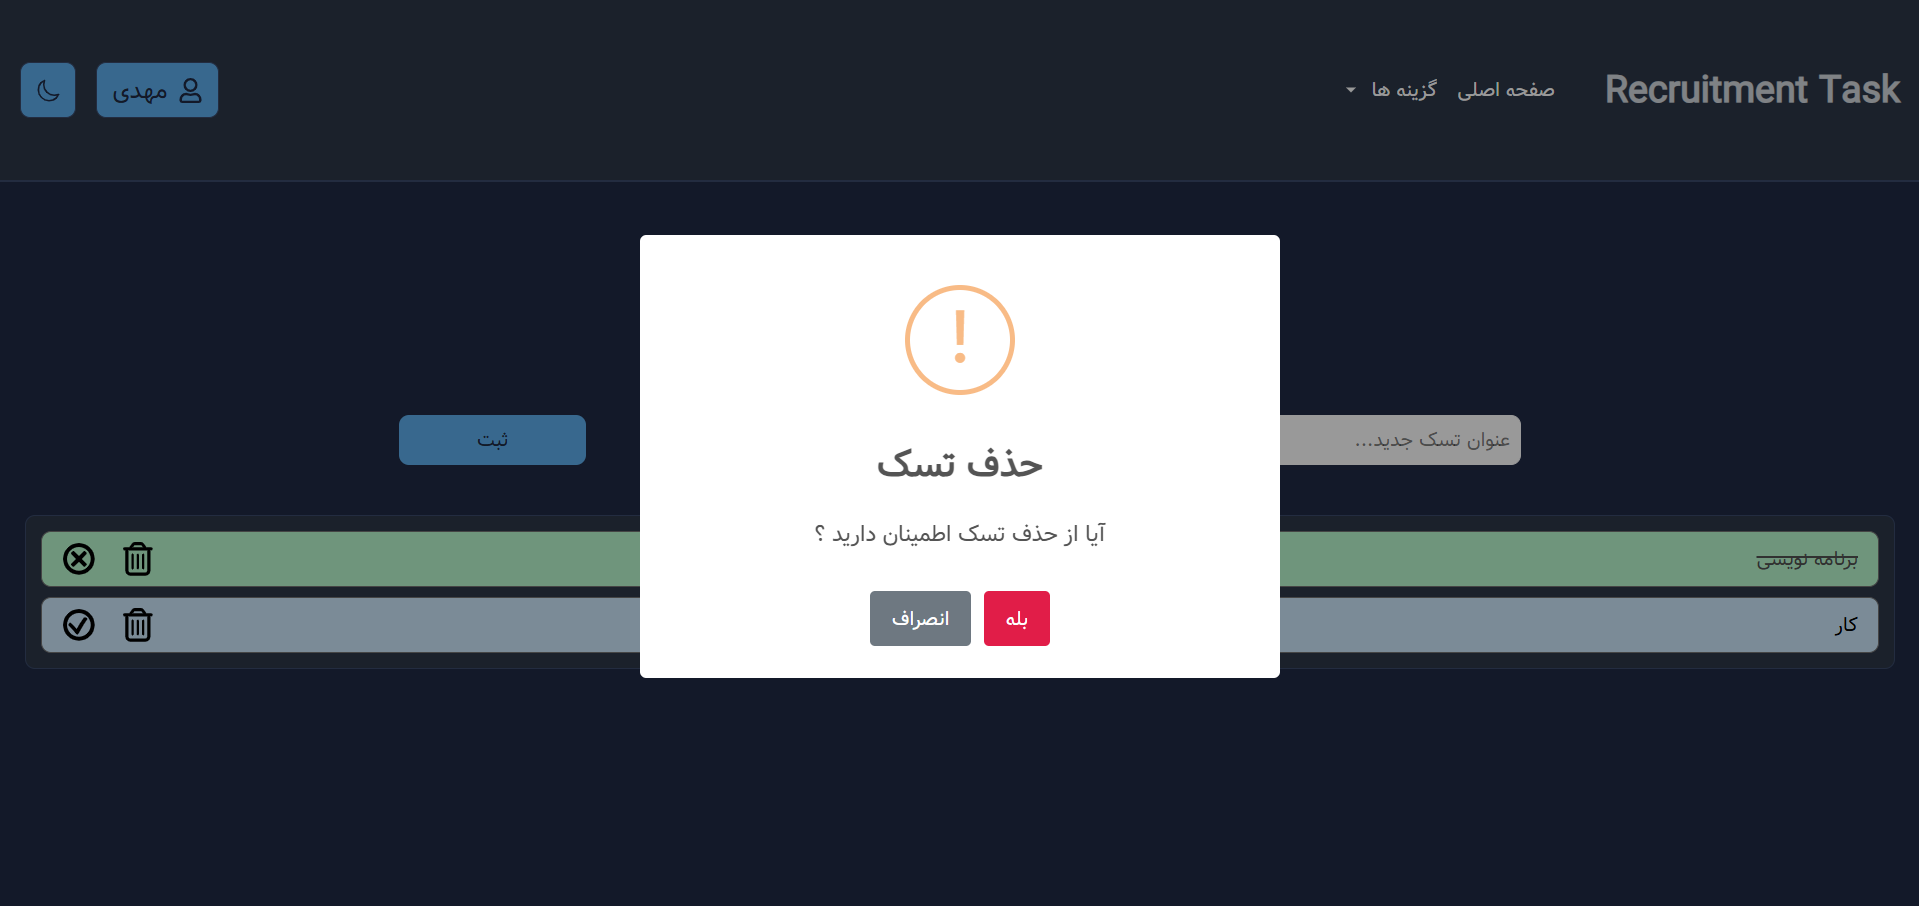 Recruitment Task
صفحه اصلی
گزینه ها
مهدی
حذف تسک
آیا از حذف تسک اطمینان دارید ؟
بله
انصراف
عنوان تسک جدید...
ثبت
برنامه نویسی
کار